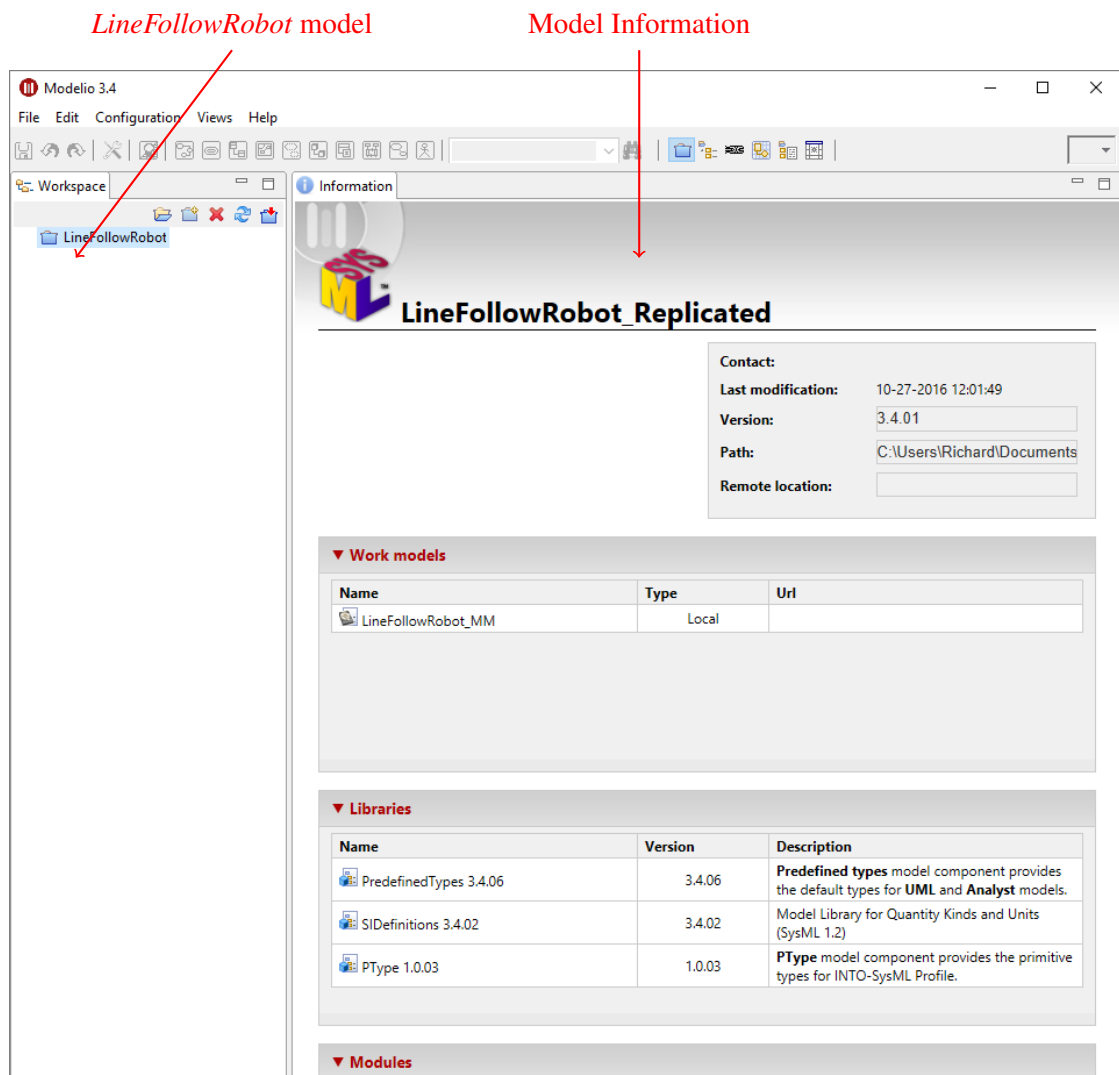 LineFollowRobot model
Model Information
Modelio 3.4
File Edit Configuration Views Help
Workspace
Information
LineFollowRobot
SYS
ML
TM
LineFollowRobot_Replicated
Contact:
Last modification: 10-27-2016 12:01:49
Version: 3.4.01
Path: C:\Users\Richard\Documents
Remote location:
Work models
Name Type Url
LineFollowRobot_MM Local
Libraries
Name Version Description
PredefinedTypes 3.4.06 3.4.06 Predefined types model component provides
the default types for UML and Analyst models.
SIDefinitions 3.4.02 3.4.02 Model Library for Quantity Kinds and Units
(SysML 1.2)
PType 1.0.03 1.0.03 PType model component provides the primitive
types for INTO-SysML Profile.
Modules